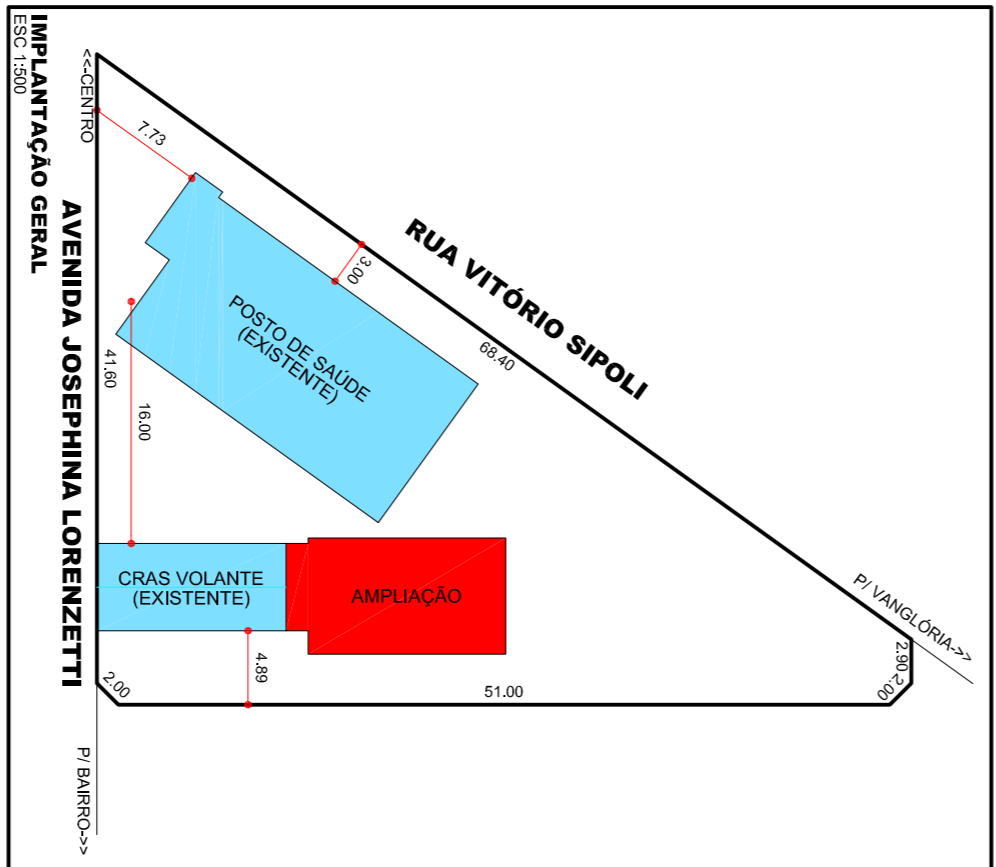 IMPLANTAÇÃO GERAL
ESC 1:500
<<-CENTRO
7.73
RUA VITÓRIO SIPOLI
3.00
68.40
POSTO DE SAÚDE
(EXISTENTE)
AVENIDA JOSEPHINA LORENZETTI
41.60
16.00
CRAS VOLANTE
(EXISTENTE)
AMPLIAÇÃO
4.89
P/ VANGLÓRIA->>
2.90
2.00
51.00
2.00
P/ BAIRRO->>